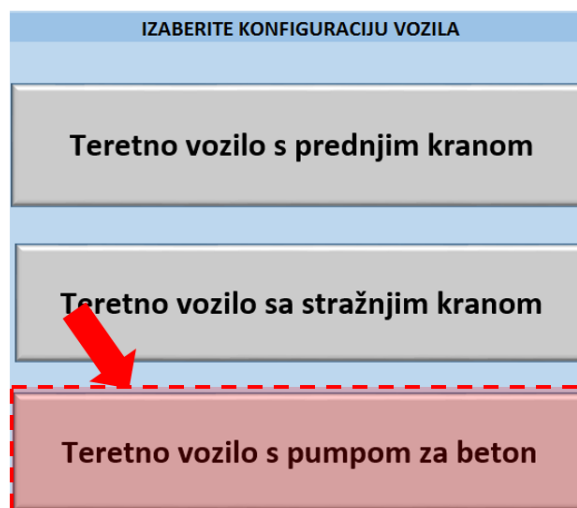 IZABERITE KONFIGURACIJU VOZILA
Teretno vozilo s prednjim kranom
Teretno vozilo sa stražnjim kranom
Teretno vozilo s pumpom za beton